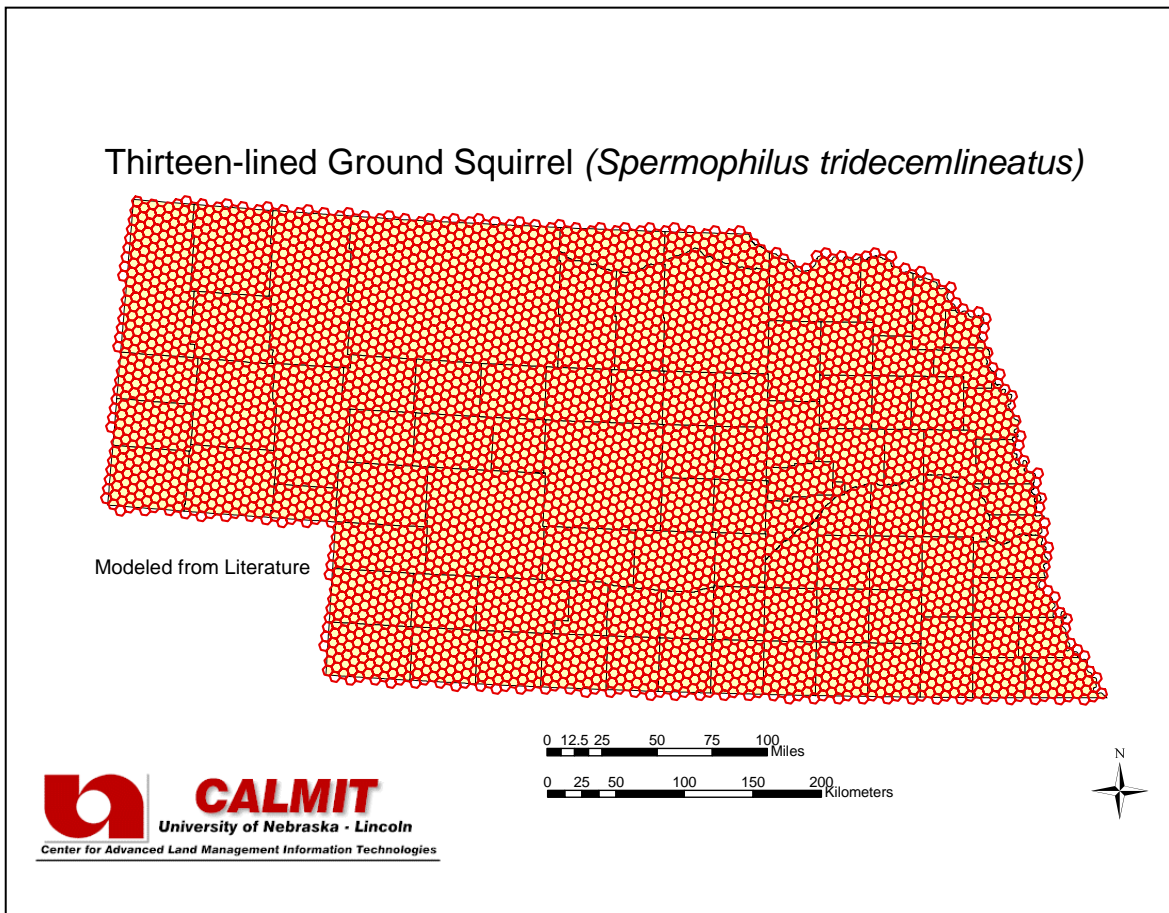 Thirteen-lined Ground Squirrel (Spermophilus tridecemlineatus)
Modeled from Literature
0 12.5 25 50 75 100
Miles
0 25 50 100 150 200
Kilometers
N
CALMIT
University of Nebraska - Lincoln
Center for Advanced Land Management Information Technologies